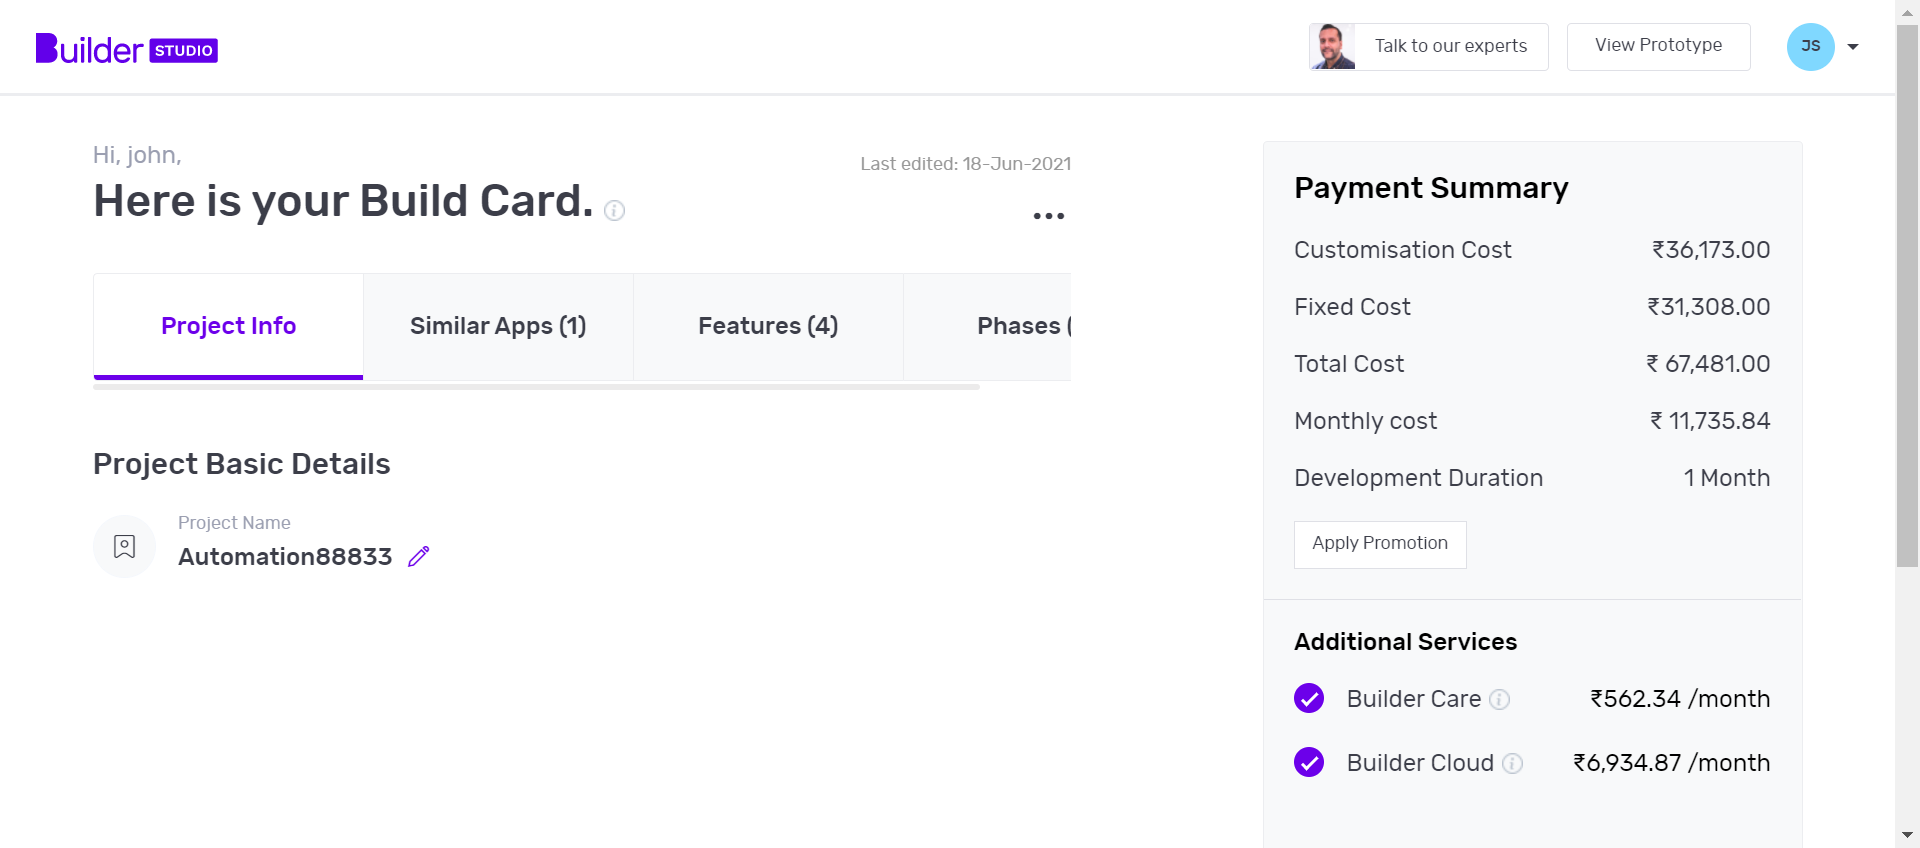 Builder STUDIO
Talk to our experts
View Prototype
JS
Hi, john,
Last edited: 18-Jun-2021
Here is your Build Card.
Project Info
Similar Apps (1)
Features (4)
Phases (
Project Basic Details
Project Name
Automation88833
Payment Summary
Customisation Cost ₹36,173.00
Fixed Cost ₹31,308.00
Total Cost ₹ 67,481.00
Monthly cost ₹ 11,735.84
Development Duration 1 Month
Apply Promotion
Additional Services
Builder Care ₹562.34 /month
Builder Cloud ₹6,934.87 /month